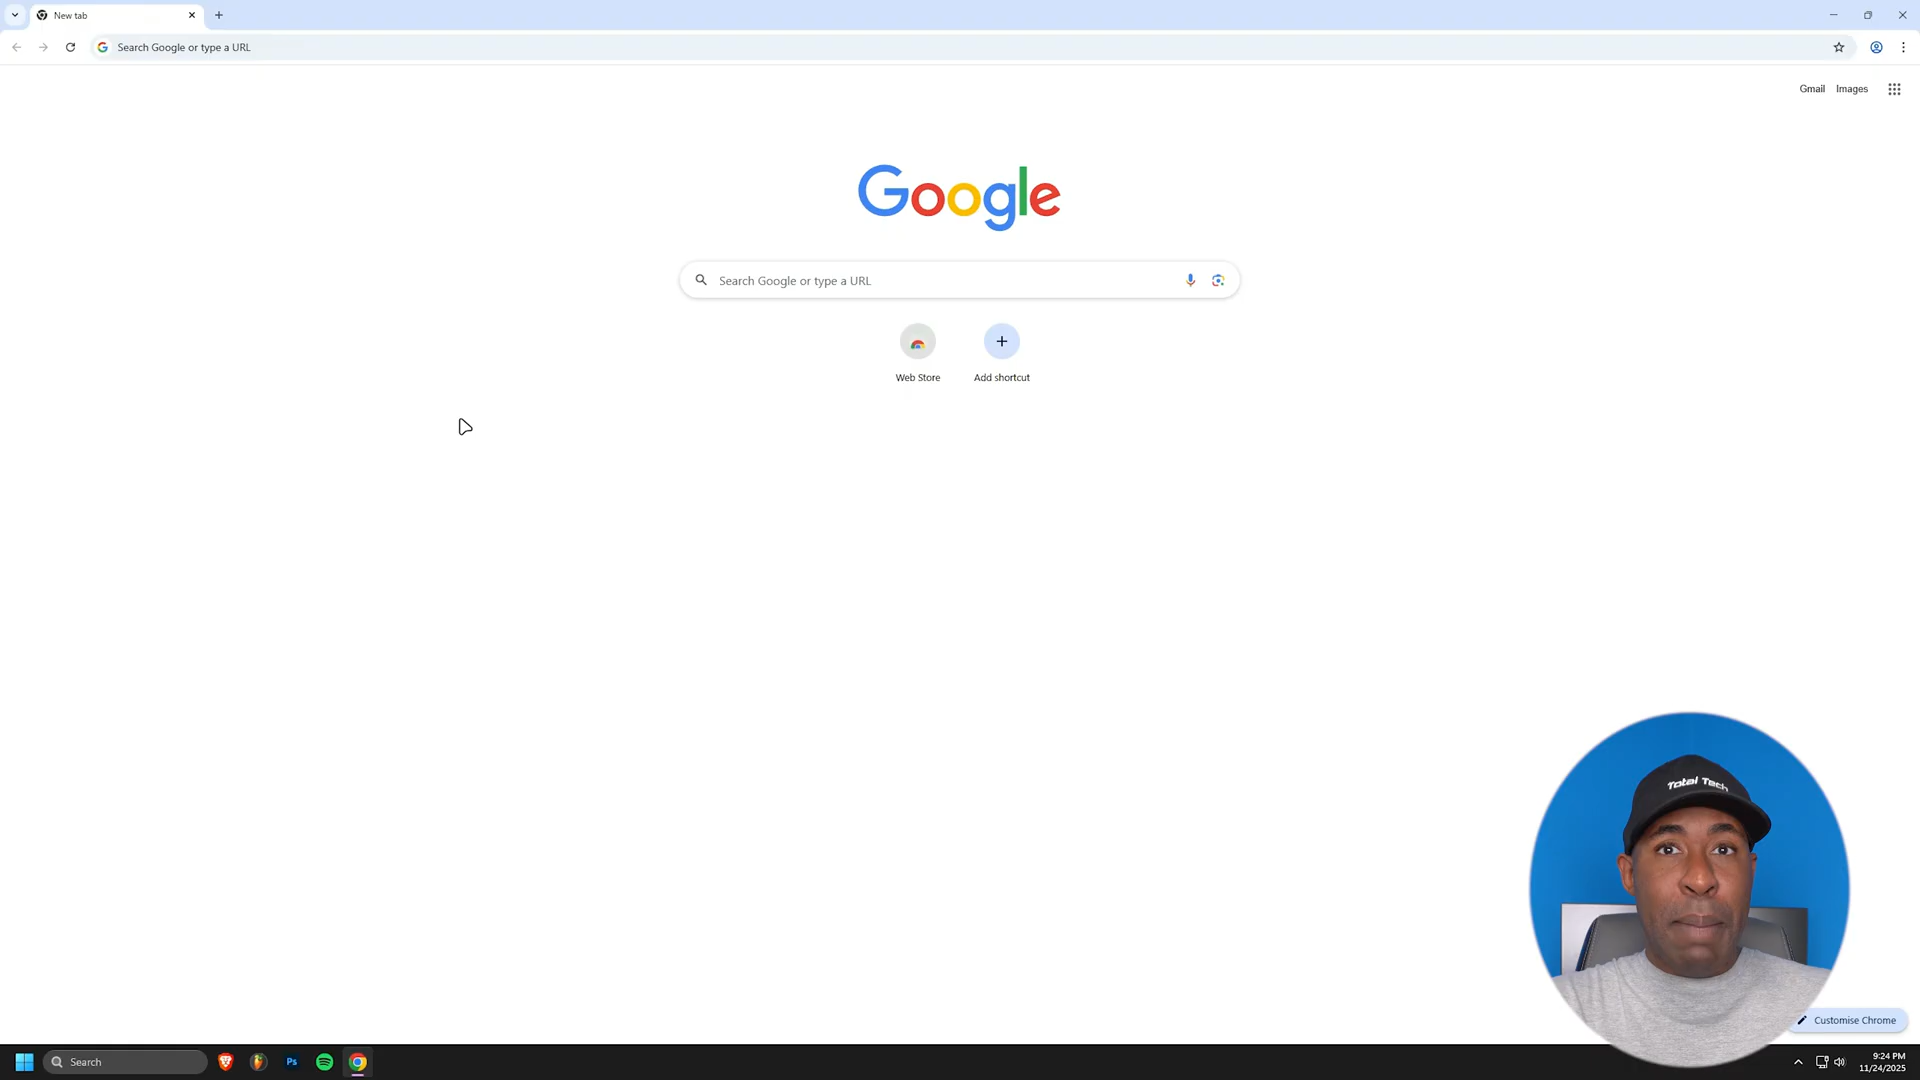 New tab
Search Google or type a URL
Gmail Images
Google
Search Google or type a URL
Web Store Add shortcut
Total Tech
Customise Chrome
Search
Ps
9:24 PM
11/24/2025